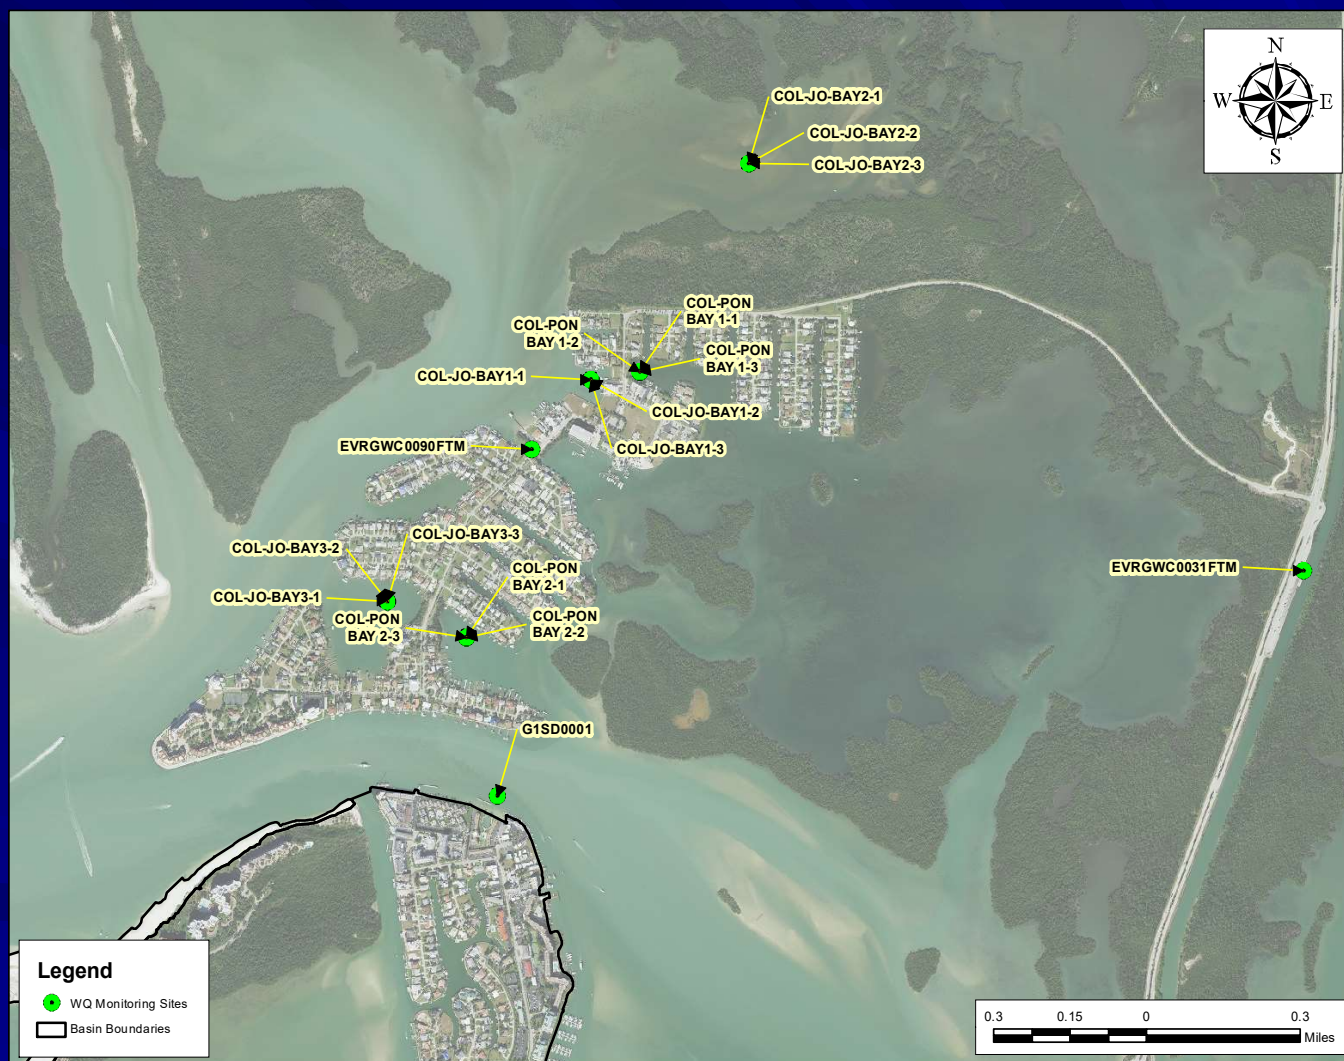 N
W E
S
COL-JO-BAY2-1
COL-JO-BAY2-2
COL-JO-BAY2-3
COL-PON
BAY 1-1
COL-PON
BAY 1-2
COL-PON
BAY 1-3
COL-JO-BAY1-1
COL-JO-BAY1-2
COL-JO-BAY1-3
EVRGWC0090FTM
COL-JO-BAY3-3
COL-JO-BAY3-2
COL-PON
BAY 2-1
EVRGWC0031FTM
COL-JO-BAY3-1
COL-PON
BAY 2-3
COL-PON
BAY 2-2
G1SD0001
Legend
WQ Monitoring Sites
Basin Boundaries
0.3 0.15 0 0.3
Miles